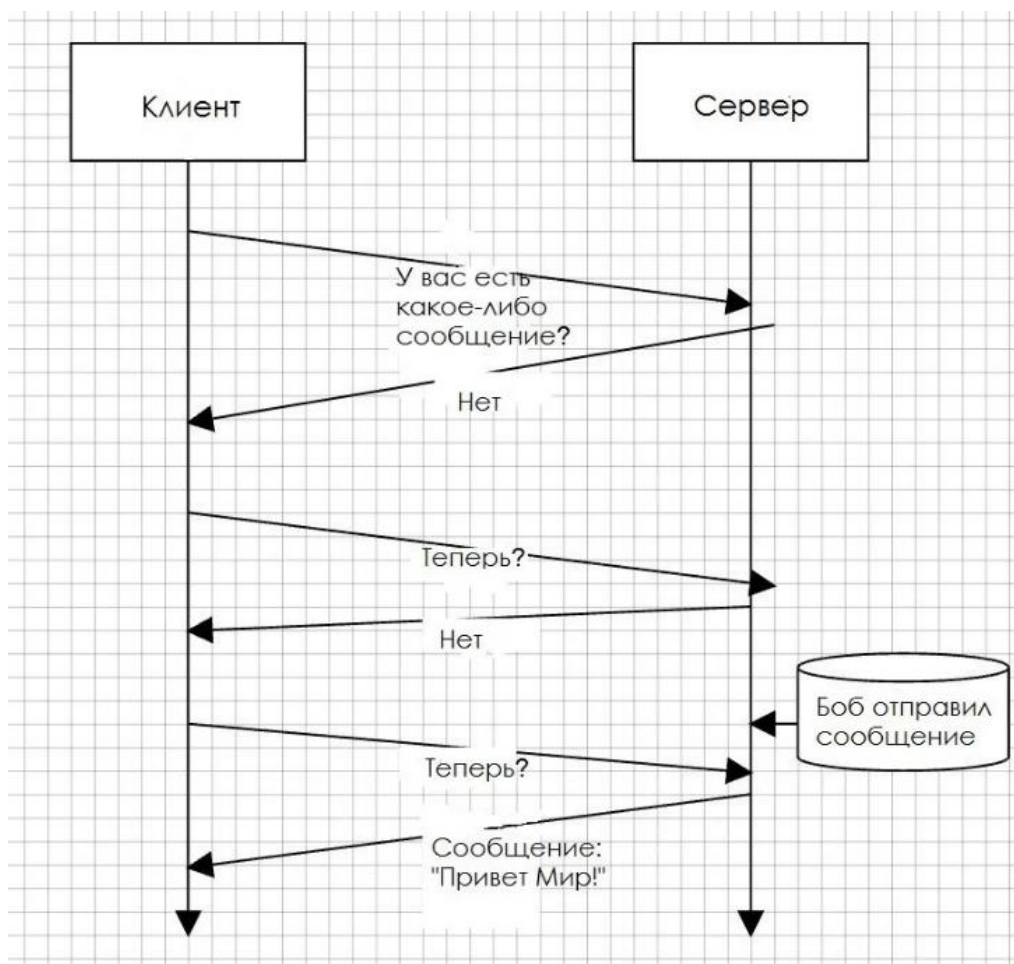 Клиент
Сервер
У вас есть
какое-либо
сообщение?
Нет
Теперь?
Нет
Боб отправил
сообщение
Теперь?
Сообщение:
"Привет Мир!"